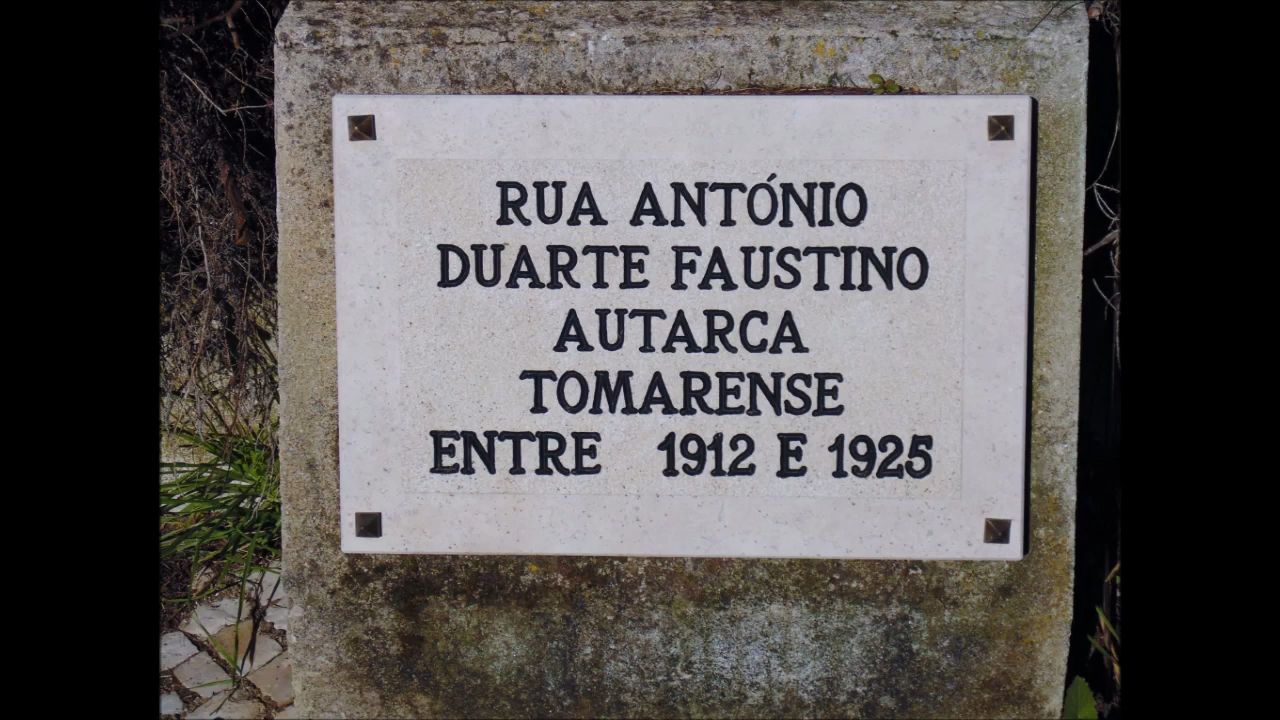 RUA ANTÓNIO
DUARTE FAUSTINO
AUTARCA
TOMARENSE
ENTRE 1912 E 1925